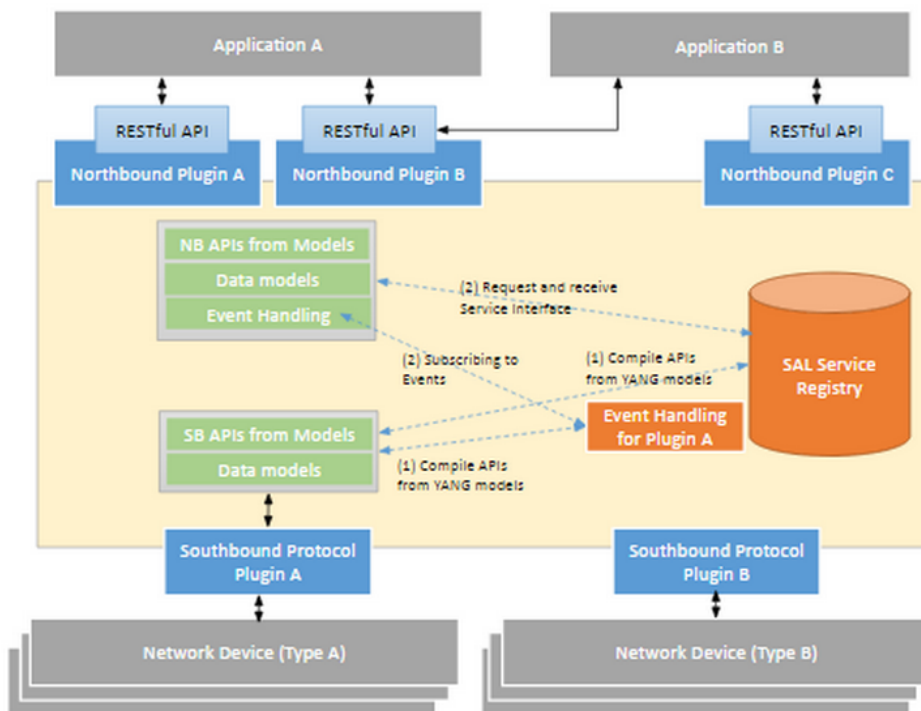 Application A
Application B
RESTful API
RESTful API
RESTful API
Northbound Plugin A
Northbound Plugin B
Northbound Plugin C
NB APIs from Models
Data models
Event Handling
(2) Request and receive
Service Interface
(2) Subscribing to
Events
(1) Compile APIs
from YANG models
SAL Service
Registry
Event Handling
for Plugin A
SB APIs from Models
Data models
(1) Compile APIs
from YANG models
Southbound Protocol
Plugin A
Southbound Protocol
Plugin B
Network Device (Type A)
Network Device (Type B)